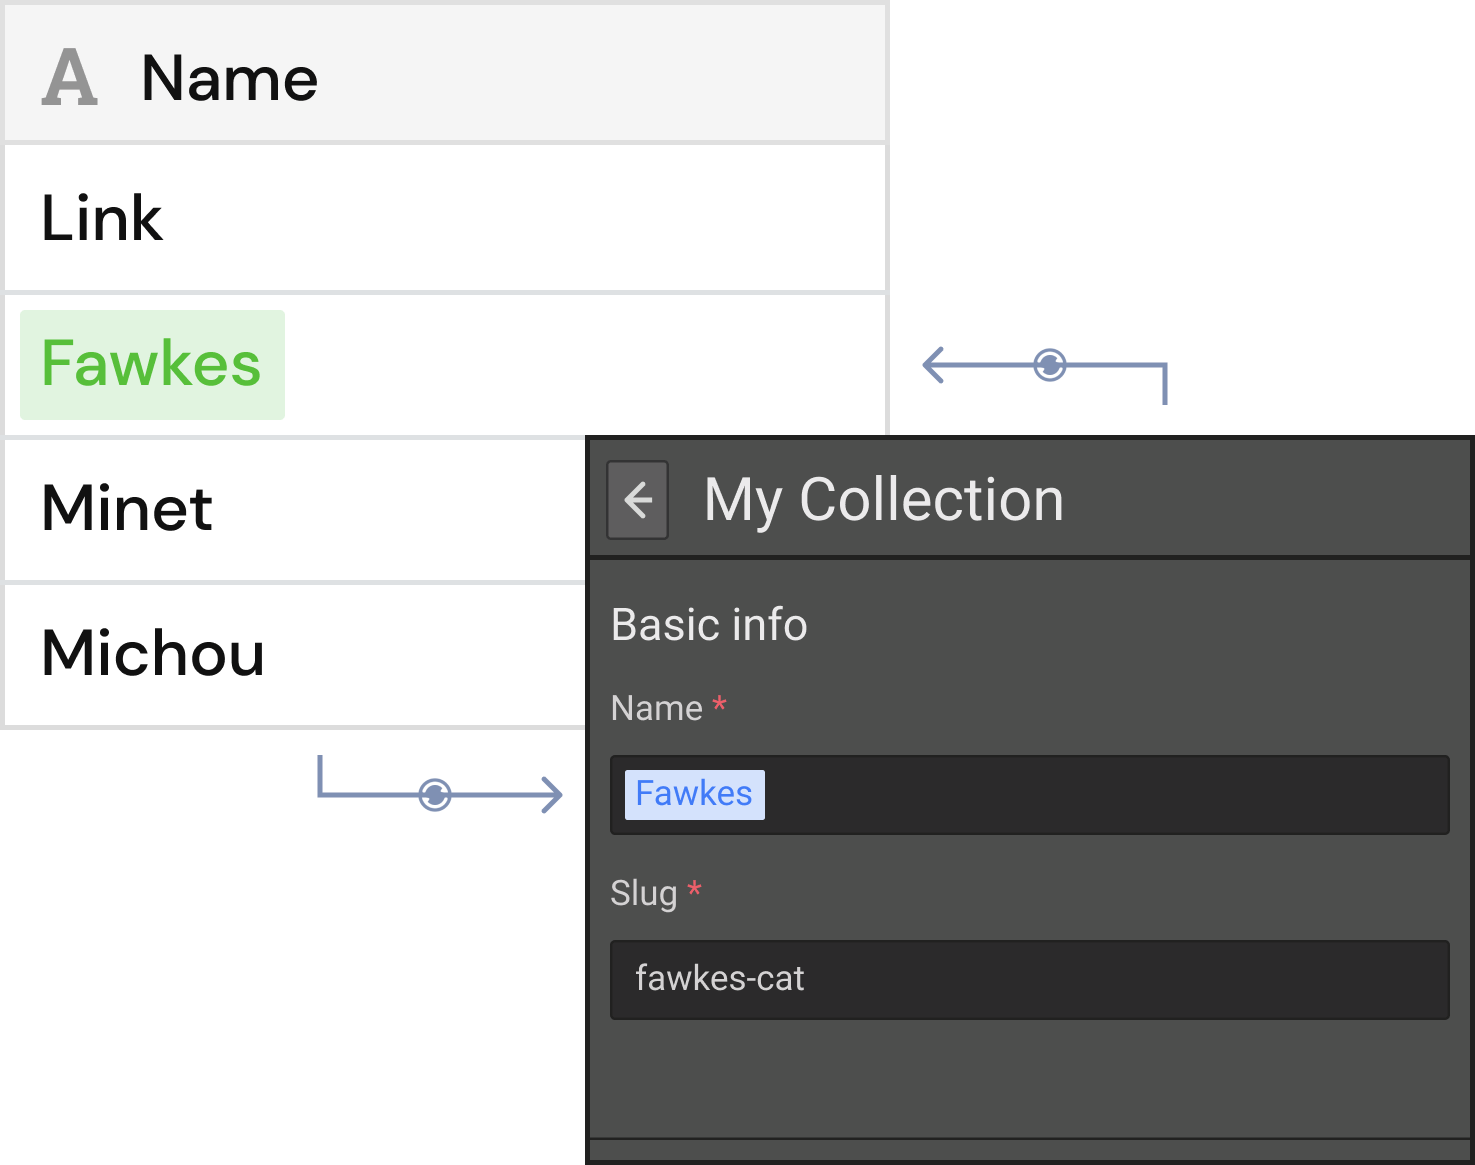 A Name
Link
Fawkes
Minet
Michou
My Collection
Basic info
Name *
Fawkes
Slug *
fawkes-cat